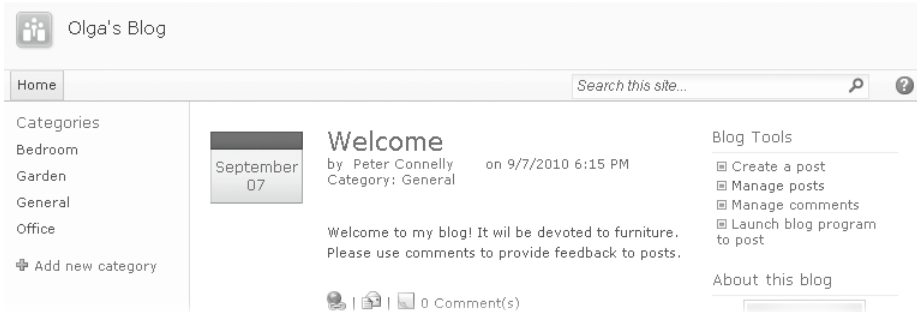 Olga's Blog
Home
Search this site...
Categories
Bedroom
Garden
General
Office
Add new category
September
07
Welcome
by Peter Connelly on 9/7/2010 6:15 PM
Category: General
Welcome to my blog! It wil be devoted to furniture.
Please use comments to provide feedback to posts.
| | 0 Comment(s)
Blog Tools
Create a post
Manage posts
Manage comments
Launch blog program
to post
About this blog